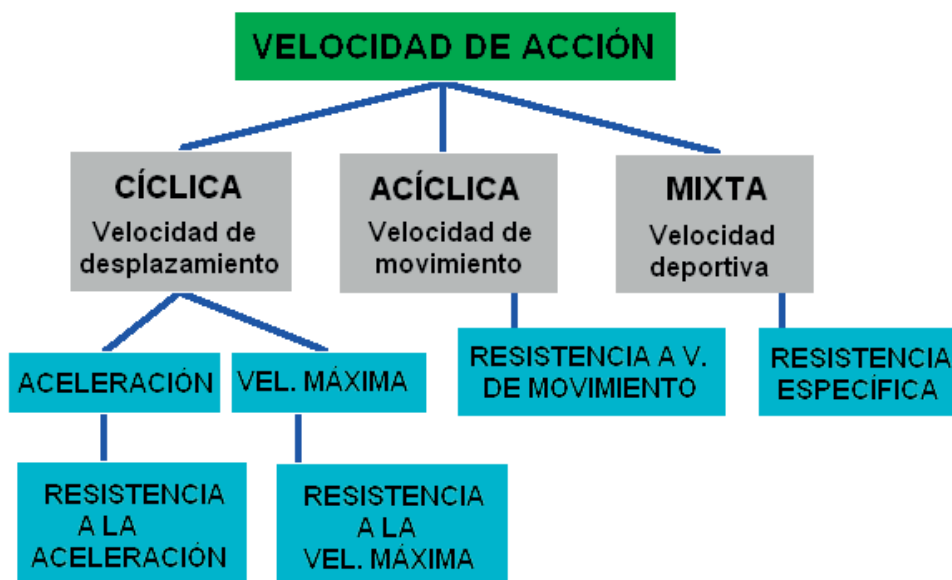 VELOCIDAD DE ACCIÓN
CÍCLICA
Velocidad de
desplazamiento
ACÍCLICA
Velocidad de
movimiento
MIXTA
Velocidad
deportiva
ACELERACIÓN
VEL. MÁXIMA
RESISTENCIA A V.
DE MOVIMIENTO
RESISTENCIA
ESPECÍFICA
RESISTENCIA
A LA
ACELERACIÓN
RESISTENCIA
A LA
VEL. MÁXIMA